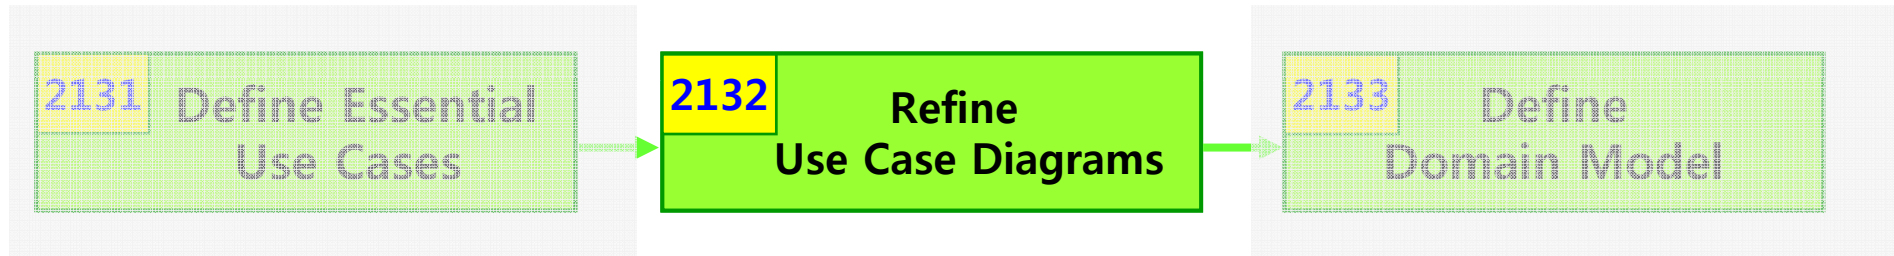 2131
Define Essential
Use Cases
2132
Refine
Use Case Diagrams
2133
Define
Domain Model